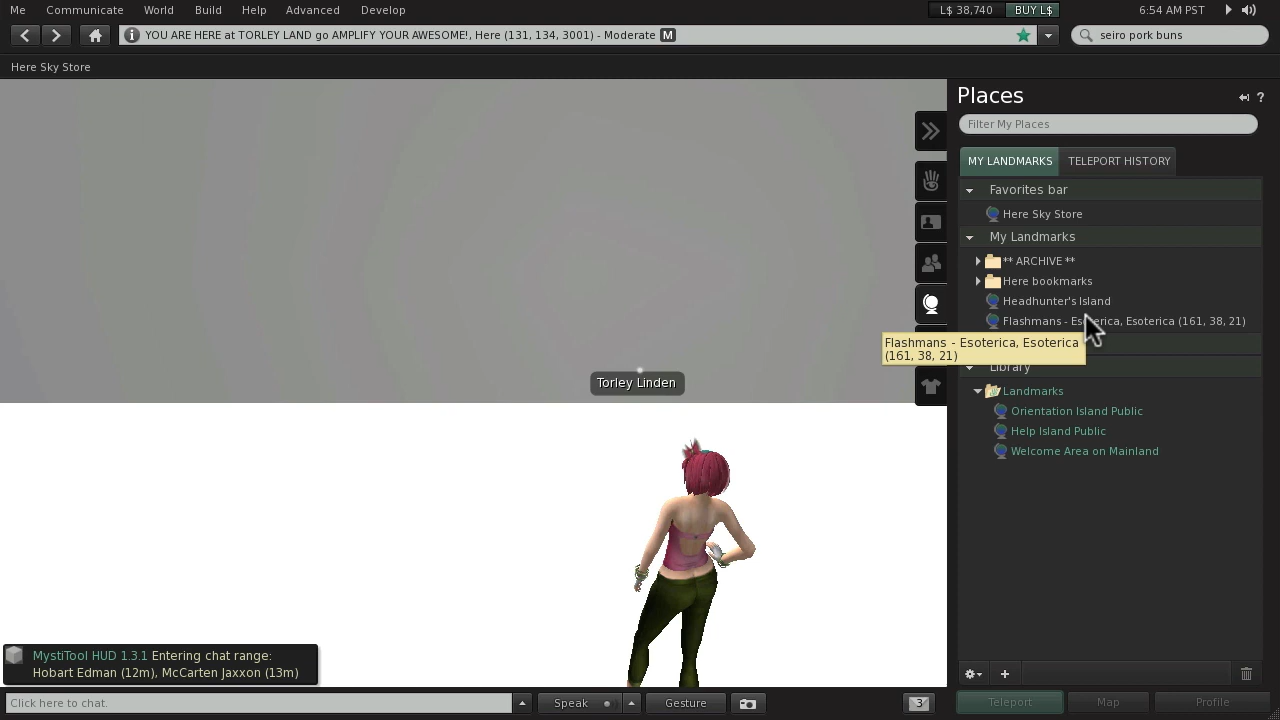 Me Communicate World Build Help Advanced Develop L$ 38,740 BUY L$ 6:54 AM PST
YOU ARE HERE at TORLEY LAND go AMPLIFY YOUR AWESOME!, Here (131, 134, 3001) - Moderate M seiro pork buns
Here Sky Store
Places ?
Filter My Places
MY LANDMARKS TELEPORT HISTORY
Favorites bar
Here Sky Store
My Landmarks
** ARCHIVE **
Here bookmarks
Headhunter's Island
Flashmans - Esoterica, Esoterica (161, 38, 21)
Flashmans - Esoterica, Esoterica
(161, 38, 21)
Library
Landmarks
Orientation Island Public
Help Island Public
Welcome Area on Mainland
Torley Linden
MystiTool HUD 1.3.1 Entering chat range:
Hobart Edman (12m), McCarten Jaxxon (13m)
Click here to chat. Speak Gesture 3 Teleport Map Profile